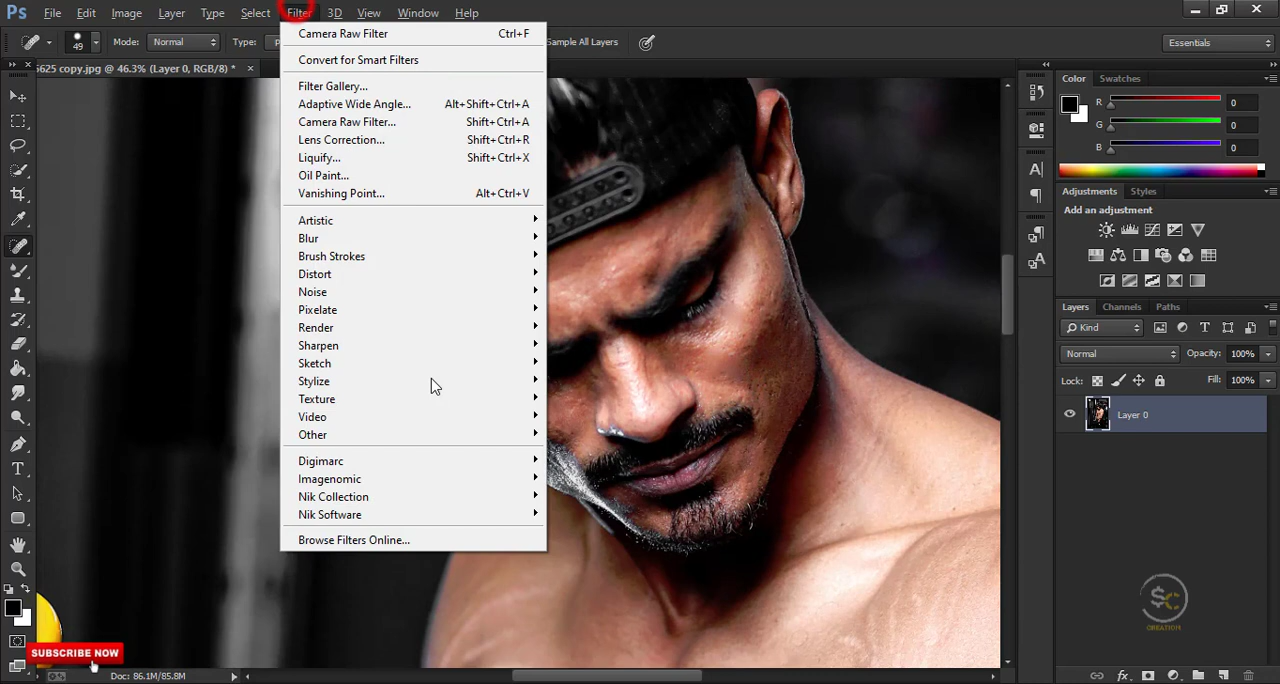 Ps File Edit Image Layer Type Select Filter 3D View Window Help
49 Mode: Normal Type: Sample All Layers Essentials
5625 copy.jpg @ 46.3% (Layer 0, RGB/8) *
Camera Raw Filter Ctrl+F
Convert for Smart Filters
Filter Gallery...
Adaptive Wide Angle... Alt+Shift+Ctrl+A
Camera Raw Filter... Shift+Ctrl+A
Lens Correction... Shift+Ctrl+R
Liquify... Shift+Ctrl+X
Oil Paint...
Vanishing Point... Alt+Ctrl+V
Artistic
Blur
Brush Strokes
Distort
Noise
Pixelate
Render
Sharpen
Sketch
Stylize
Texture
Video
Other
Digimarc
Imagenomic
Nik Collection
Nik Software
Browse Filters Online...
Color Swatches
R 0
G 0
B 0
Adjustments Styles
Add an adjustment
Layers Channels Paths
Kind
Normal Opacity: 100%
Lock: Fill: 100%
Layer 0
SC
CREATION
SUBSCRIBE NOW
Doc: 86.1M/85.8M